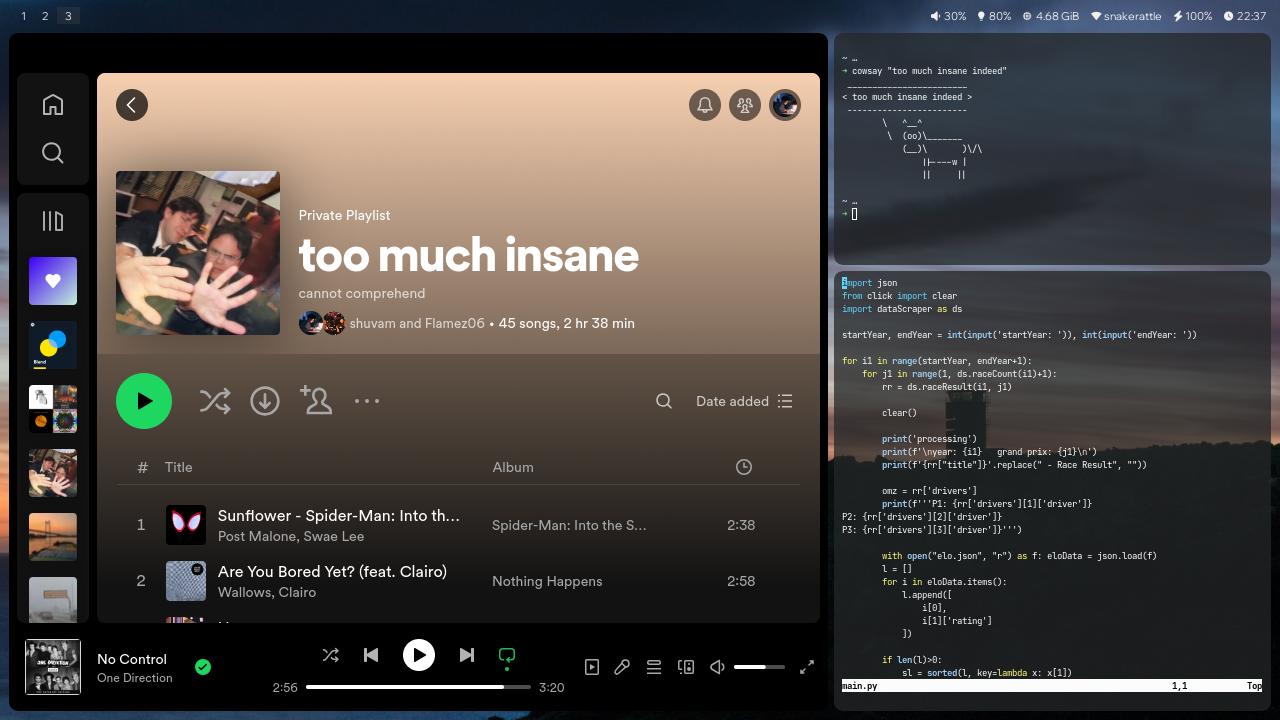 1 2 3
30% 80% 4.68 GiB snakerattle 100% 22:37
Private Playlist
too much insane
cannot comprehend
shuvam and Flamez06 • 45 songs, 2 hr 38 min
Date added
# Title Album
1 Sunflower - Spider-Man: Into th… Spider-Man: Into the S… 2:38
Post Malone, Swae Lee
2 Are You Bored Yet? (feat. Clairo) Nothing Happens 2:58
Wallows, Clairo
Blend
ONE DIRECTION
No Control
One Direction
2:56 3:20
~ …
➜ cowsay "too much insane indeed"
 ________________________
< too much insane indeed >
 ------------------------
        \   ^__^
         \  (oo)\_______
            (__)\       )\/\
                ||----w |
                ||     ||
~ …
➜
import json
from click import clear
import dataScraper as ds
startYear, endYear = int(input('startYear: ')), int(input('endYear: '))
for i1 in range(startYear, endYear+1):
    for j1 in range(1, ds.raceCount(i1)+1):
        rr = ds.raceResult(i1, j1)
        clear()
        print('processing')
        print(f'\nyear: {i1}   grand prix: {j1}\n')
        print(f'{rr["title"]}'.replace(" - Race Result", ""))
        omz = rr['drivers']
        print(f'''P1: {rr['drivers'][1]['driver']}
P2: {rr['drivers'][2]['driver']}
P3: {rr['drivers'][3]['driver']}''')
        with open("elo.json", "r") as f: eloData = json.load(f)
        l = []
        for i in eloData.items():
            l.append([
                i[0],
                i[1]['rating']
            ])
        if len(l)>0:
            sl = sorted(l, key=lambda x: x[1])
main.py 1,1 Top